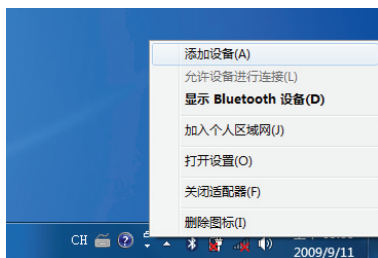 添加设备(A)
允许设备进行连接(L)
显示 Bluetooth 设备(D)
加入个人区域网(J)
打开设置(O)
关闭适配器(F)
删除图标(I)
CH
2009/9/11